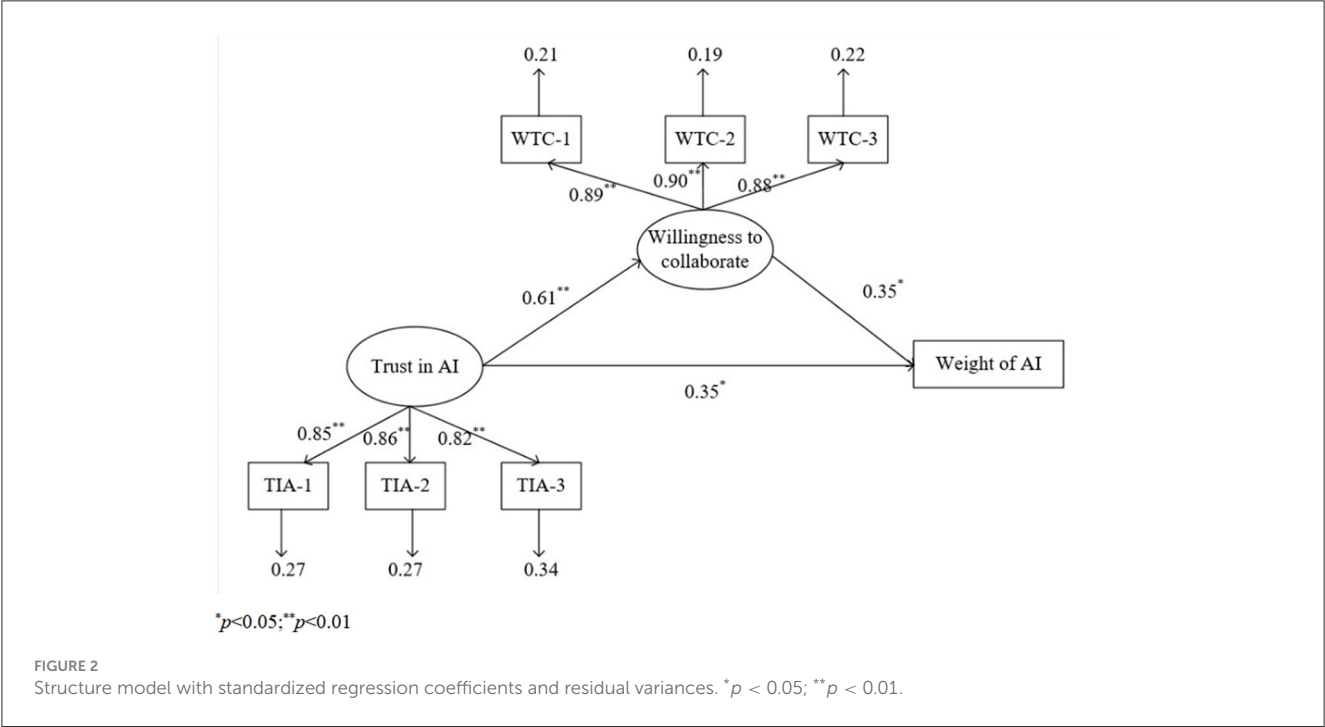 0.21 0.19 0.22
WTC-1 WTC-2 WTC-3
0.89** 0.90** 0.88**
Willingness to
collaborate
0.61** 0.35*
Trust in AI Weight of AI
0.35*
0.85** 0.86** 0.82**
TIA-1 TIA-2 TIA-3
0.27 0.27 0.34
*p<0.05;**p<0.01
FIGURE 2
Structure model with standardized regression coefficients and residual variances. *p < 0.05; **p < 0.01.